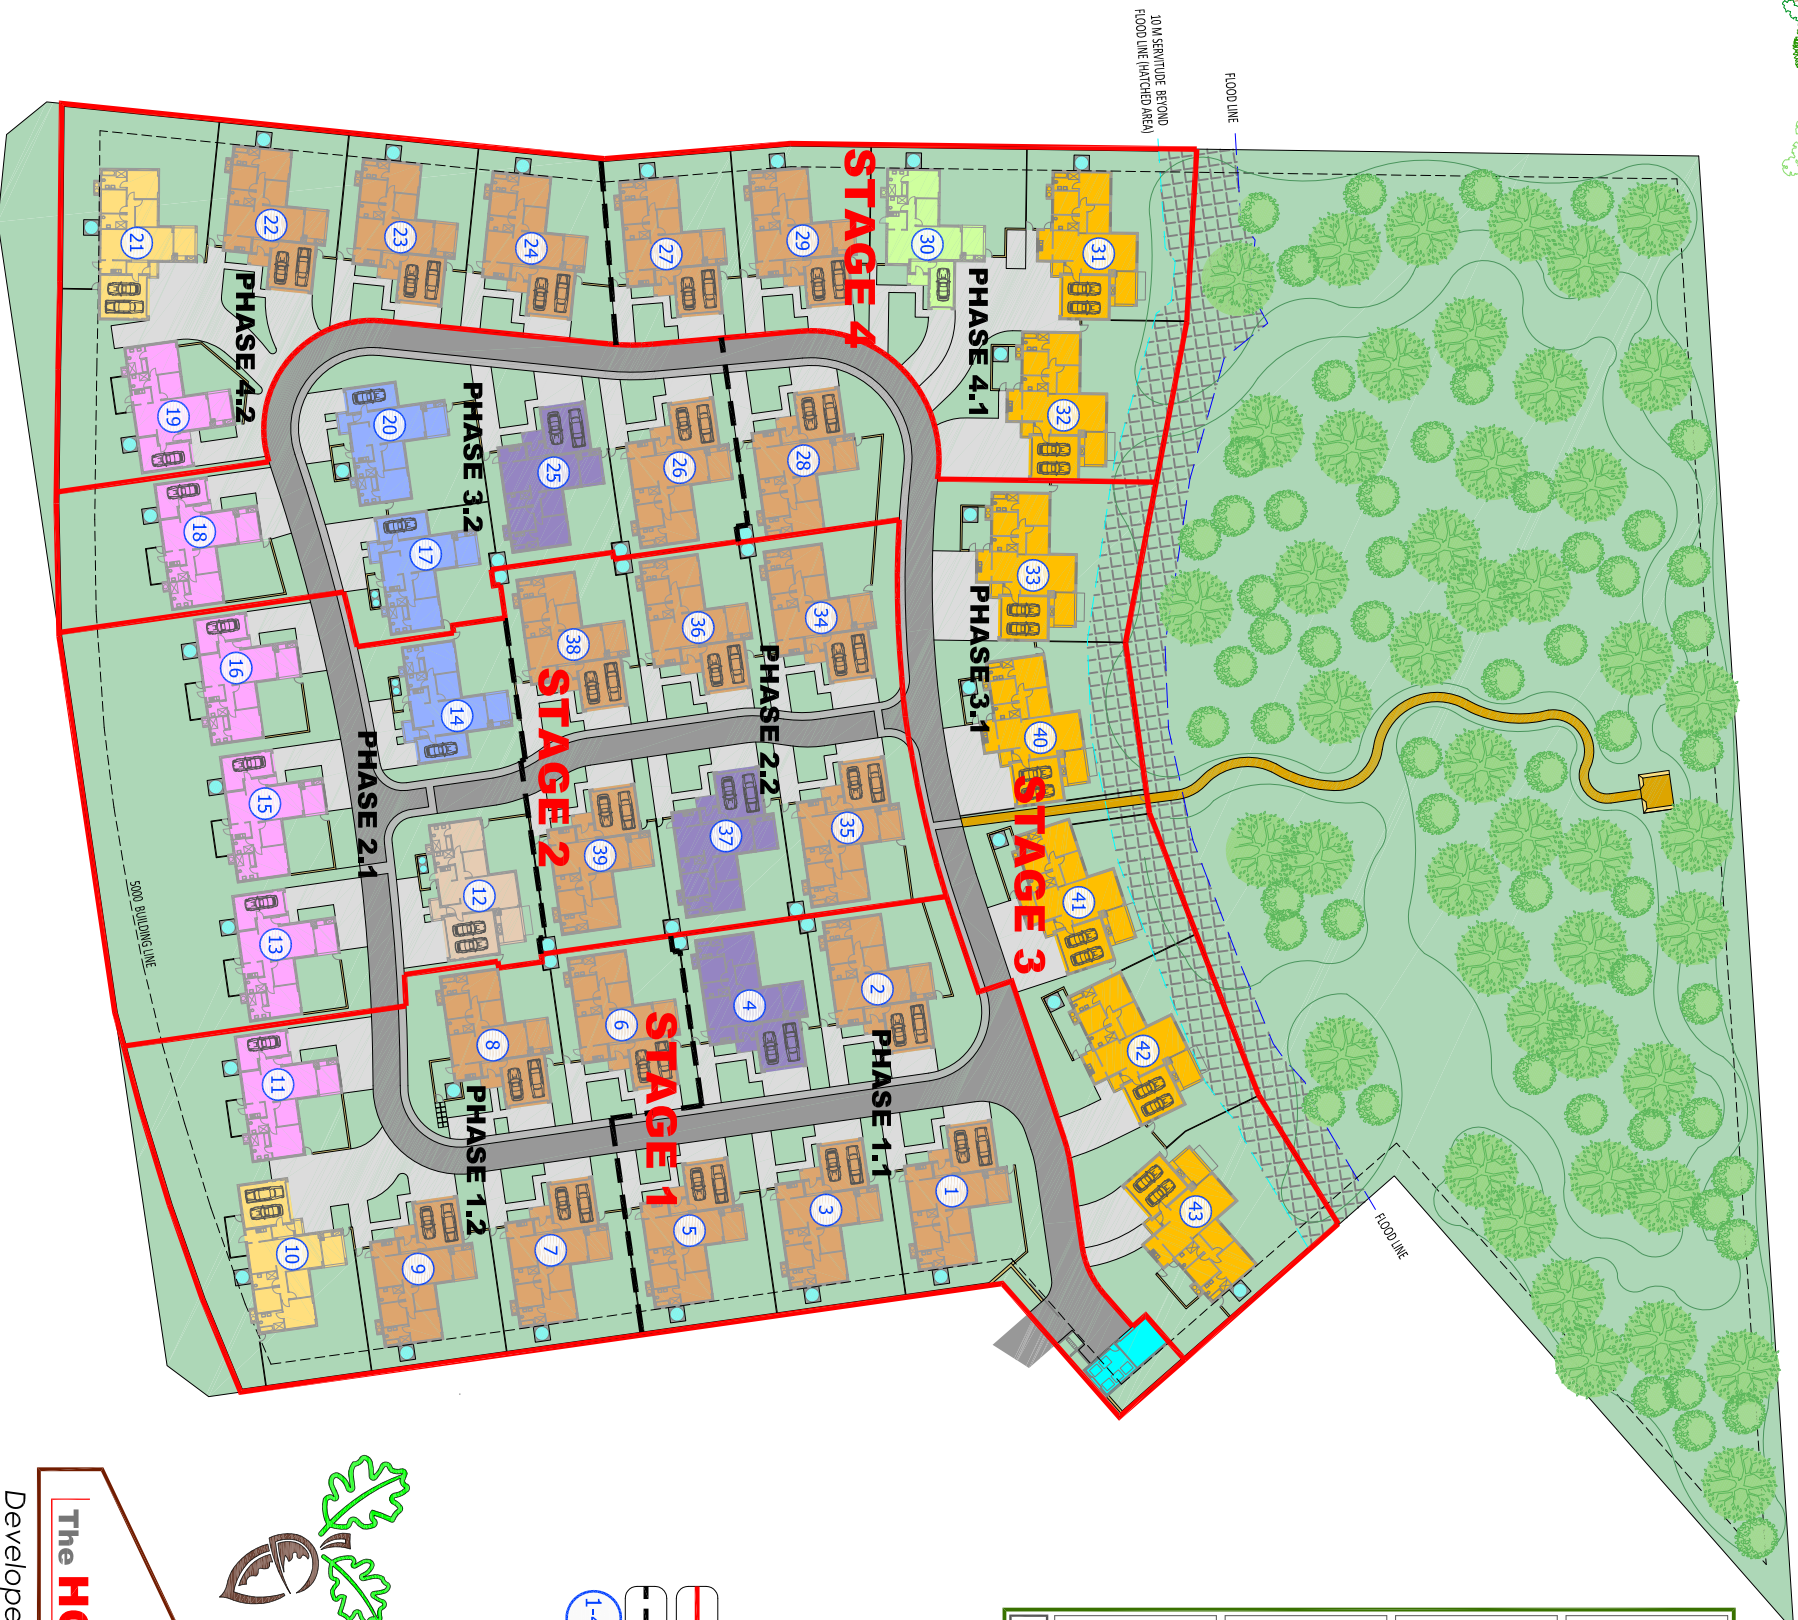 10 M SERVITUDE BEYOND
FLOOD LINE (HATCHED AREA)
FLOOD LINE
STAGE 4
PHASE 4.1
PHASE 4.2
31
30
29
27
24
23
22
21
32
19
20
PHASE 3.2
25
26
28
18
17
33
PHASE 3.1
40
STAGE 3
41
42
43
FLOOD LINE
34
36
38
PHASE 2.2
STAGE 2
35
37
39
16
14
15
PHASE 2.1
12
13
5000 BUILDING LINE
2
4
6
8
11
STAGE 1
PHASE 1.1
PHASE 1.2
1
3
5
7
9
10
The
Develope